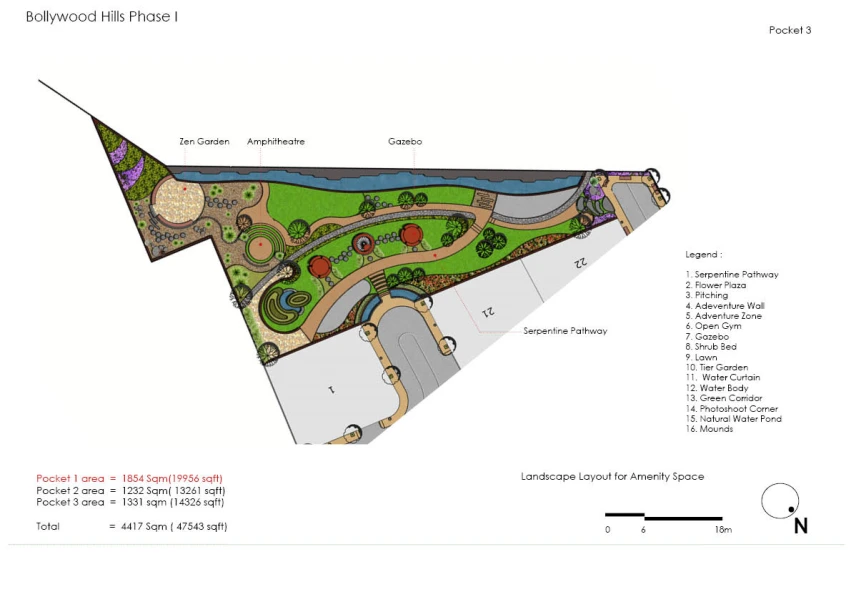 Bollywood Hills Phase I
Pocket 3
Zen Garden
Amphitheatre
Gazebo
22
21
1
Serpentine Pathway
Legend :
1. Serpentine Pathway
2. Flower Plaza
3. Pitching
4. Adeventure Wall
5. Adventure Zone
6. Open Gym
7. Gazebo
8. Shrub Bed
9. Lawn
10. Tier Garden
11. Water Curtain
12. Water Body
13. Green Corridor
14. Photoshoot Corner
15. Natural Water Pond
16. Mounds
Pocket 1 area = 1854 Sqm(19956 sqft)
Pocket 2 area = 1232 Sqm( 13261 sqft)
Pocket 3 area = 1331 sqm (14326 sqft)
Total = 4417 Sqm ( 47543 sqft)
Landscape Layout for Amenity Space
0 6 18m
N